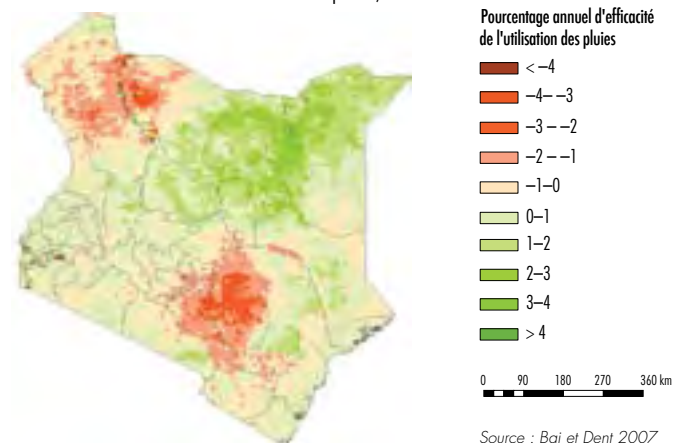 Pourcentage annuel d'efficacité
de l'utilisation des pluies
< –4
–4– –3
–3 – –2
–2 – –1
–1–0
0–1
1–2
2–3
3–4
> 4
0 90 180 270 360 km
Source : Bai et Dent 2007